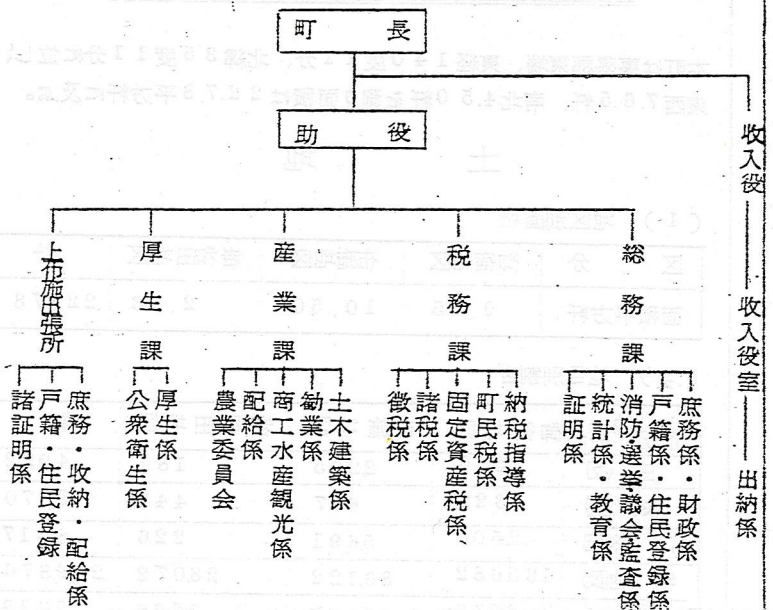 町長
助役
収入役
収入役室
出納係
総務課
庶務係・財政係
戸籍係・住民登録係
消防・選挙・議会・監査係
統計係・教育係
証明係
税務課
納税指導係
町民税係
固定資産税係
諸税係
徴税係
産業課
土木建築係
勧業係
商工水産観光係
配給係
農業委員会
厚生課
厚生係
公衆衛生係
上布施出張所
庶務・収納・配給係
戸籍・住民登録
諸証明係